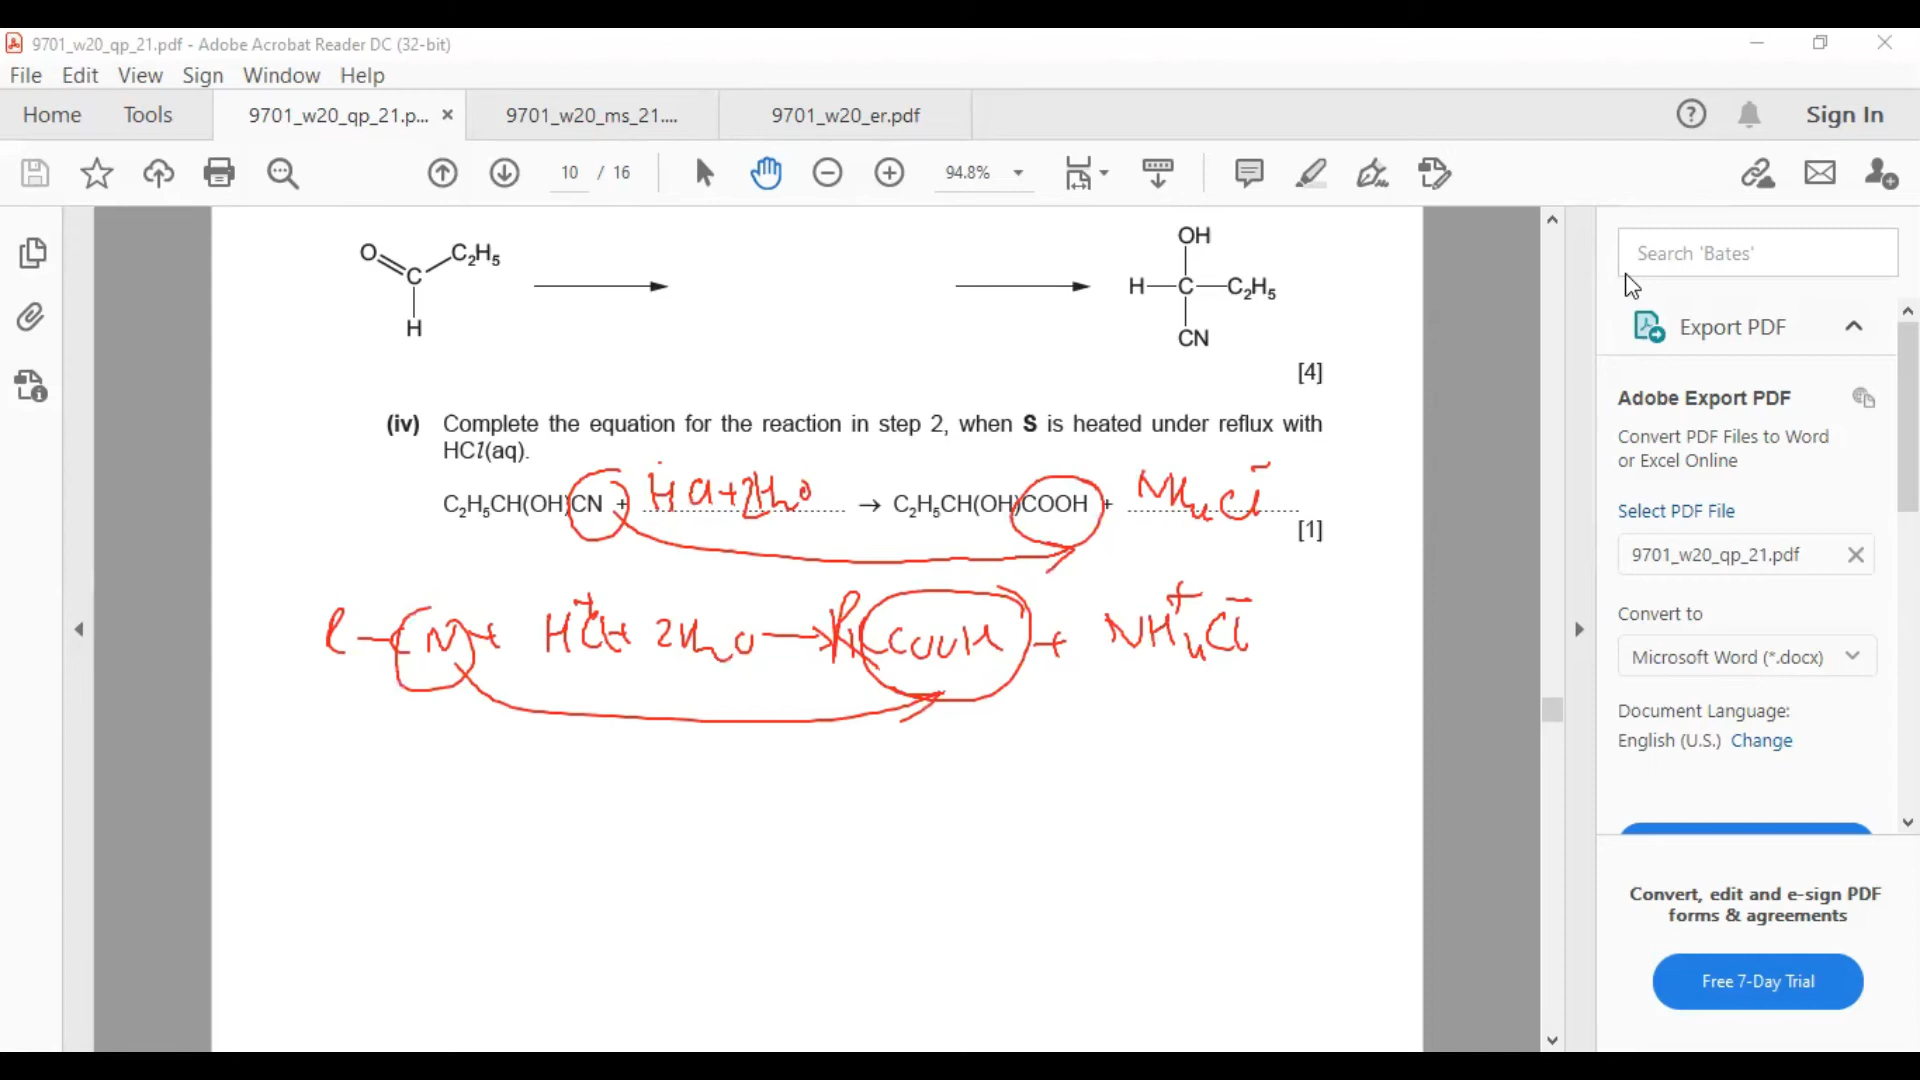 9701_w20_qp_21.pdf - Adobe Acrobat Reader DC (32-bit)
File Edit View Sign Window Help
Home Tools 9701_w20_qp_21.p... × 9701_w20_ms_21.... 9701_w20_er.pdf Sign In
10 / 16 94.8%
O C₂H₅
C
H
OH
H—C—C₂H₅
CN
[4]
(iv) Complete the equation for the reaction in step 2, when S is heated under reflux with
HCl(aq).
C₂H₅CH(OH)CN + HCl+2H₂O → C₂H₅CH(OH)COOH + NH₄Cl⁻
[1]
R–CN + H⁺Cl + 2H₂O → R COOH + NH₄⁺Cl⁻
Search 'Bates'
Export PDF
Adobe Export PDF
Convert PDF Files to Word
or Excel Online
Select PDF File
9701_w20_qp_21.pdf
Convert to
Microsoft Word (*.docx)
Document Language:
English (U.S.) Change
Convert, edit and e-sign PDF
forms & agreements
Free 7-Day Trial